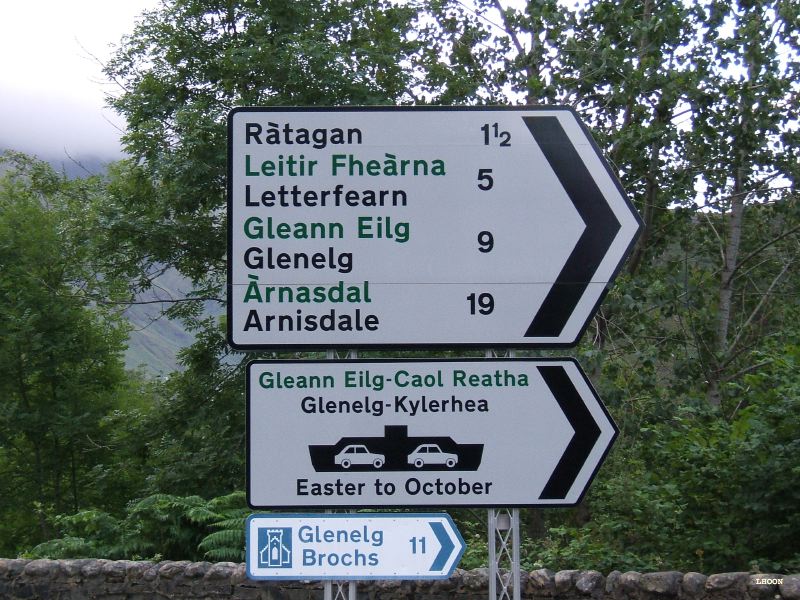 Ràtagan 1½
Leitir Fheàrna
Letterfearn 5
Gleann Eilg
Glenelg 9
Àrnasdal
Arnisdale 19
Gleann Eilg-Caol Reatha
Glenelg-Kylerhea
Easter to October
Glenelg
Brochs 11
LHOON